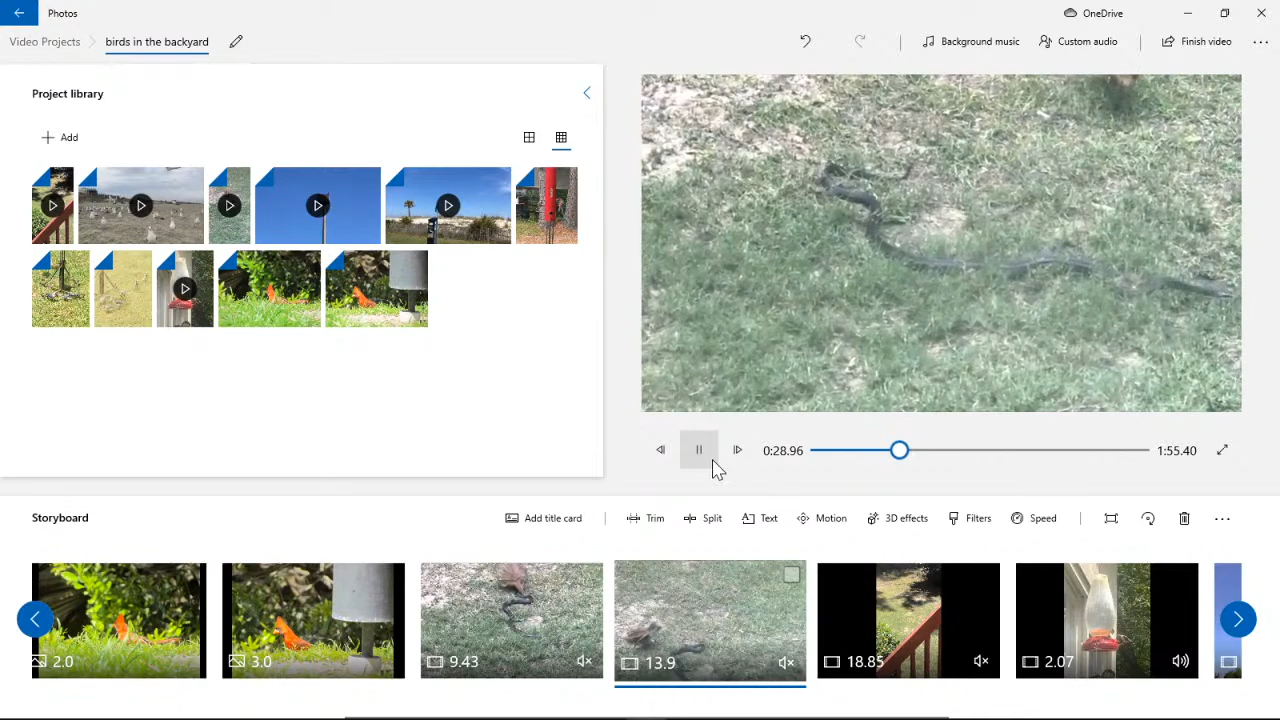 Photos
OneDrive
Video Projects
birds in the backyard
Background music
Custom audio
Finish video
Project library
Add
0:28.96
1:55.40
Storyboard
Add title card
Trim
Split
Text
Motion
3D effects
Filters
Speed
2.0
3.0
9.43
13.9
18.85
2.07